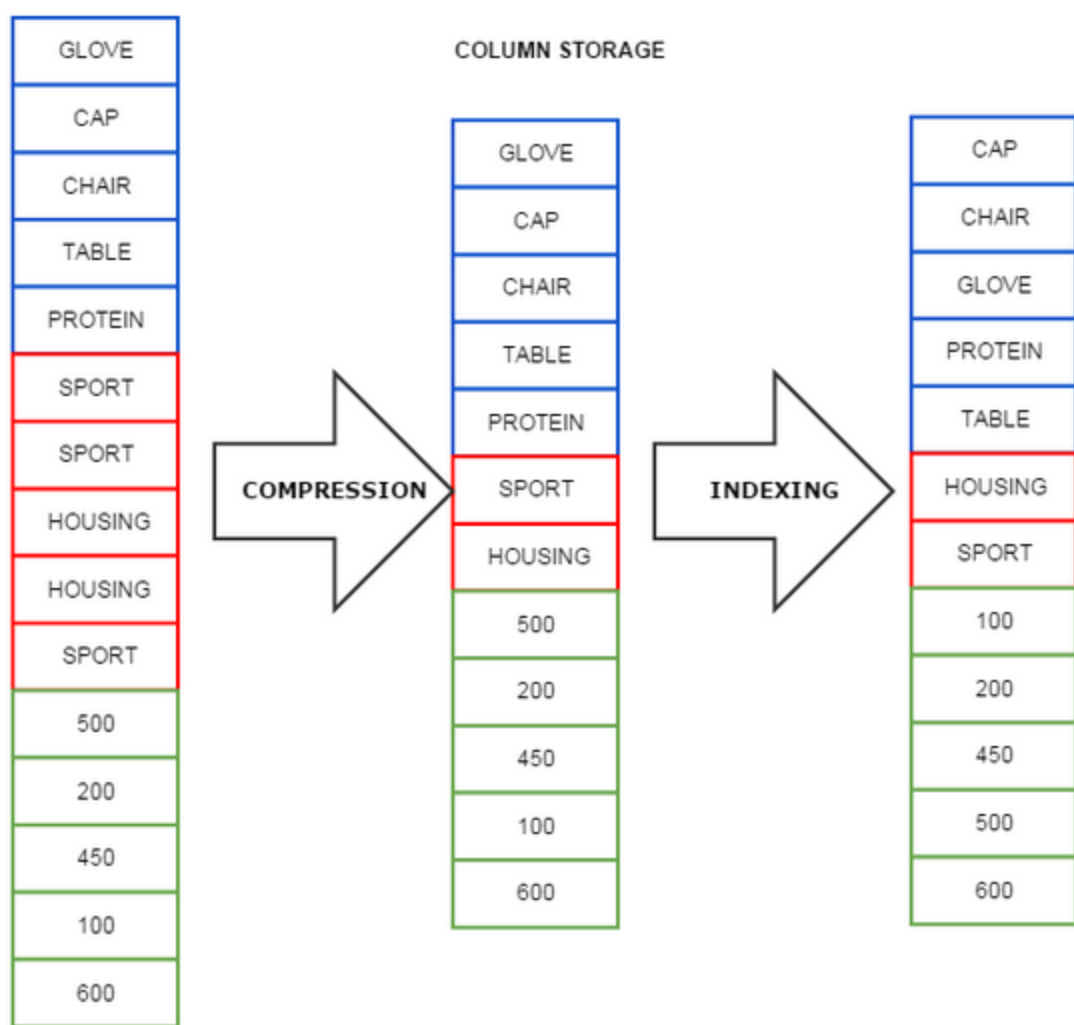 COLUMN STORAGE
GLOVE
CAP
CHAIR
TABLE
PROTEIN
SPORT
SPORT
HOUSING
HOUSING
SPORT
500
200
450
100
600
COMPRESSION
GLOVE
CAP
CHAIR
TABLE
PROTEIN
SPORT
HOUSING
500
200
450
100
600
INDEXING
CAP
CHAIR
GLOVE
PROTEIN
TABLE
HOUSING
SPORT
100
200
450
500
600